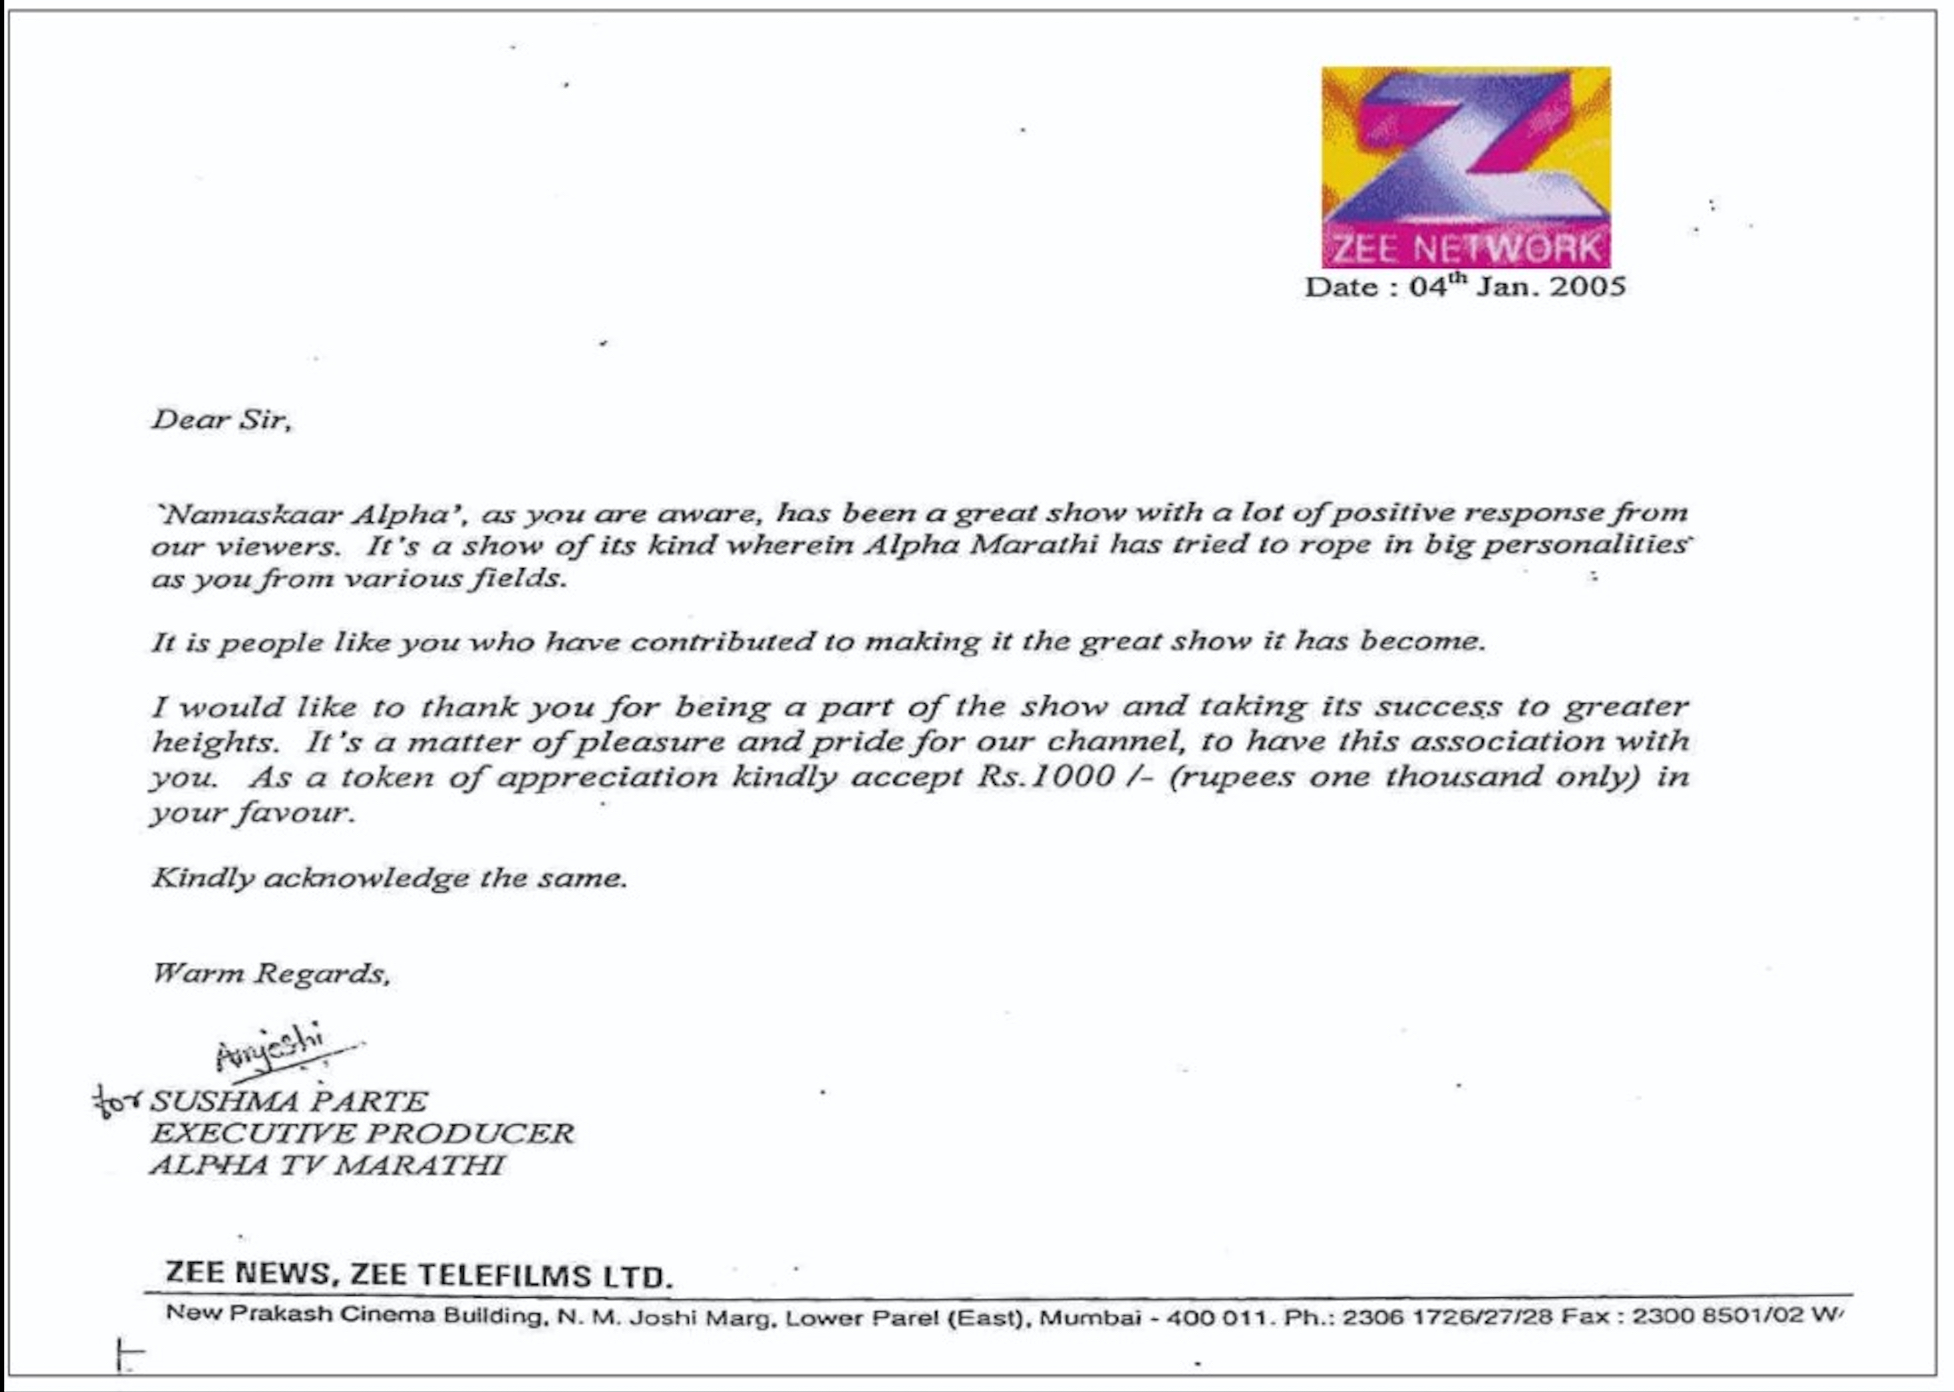 ZEE NETWORK
Date : 04th Jan. 2005
Dear Sir,
`Namaskaar Alpha', as you are aware, has been a great show with a lot of positive response from
our viewers. It's a show of its kind wherein Alpha Marathi has tried to rope in big personalities
as you from various fields.
It is people like you who have contributed to making it the great show it has become.
I would like to thank you for being a part of the show and taking its success to greater
heights. It's a matter of pleasure and pride for our channel, to have this association with
you. As a token of appreciation kindly accept Rs.1000 /- (rupees one thousand only) in
your favour.
Kindly acknowledge the same.
Warm Regards,
for SUSHMA PARTE
EXECUTIVE PRODUCER
ALPHA TV MARATHI
ZEE NEWS, ZEE TELEFILMS LTD.
New Prakash Cinema Building, N. M. Joshi Marg, Lower Parel (East), Mumbai - 400 011. Ph.: 2306 1726/27/28 Fax : 2300 8501/02 W